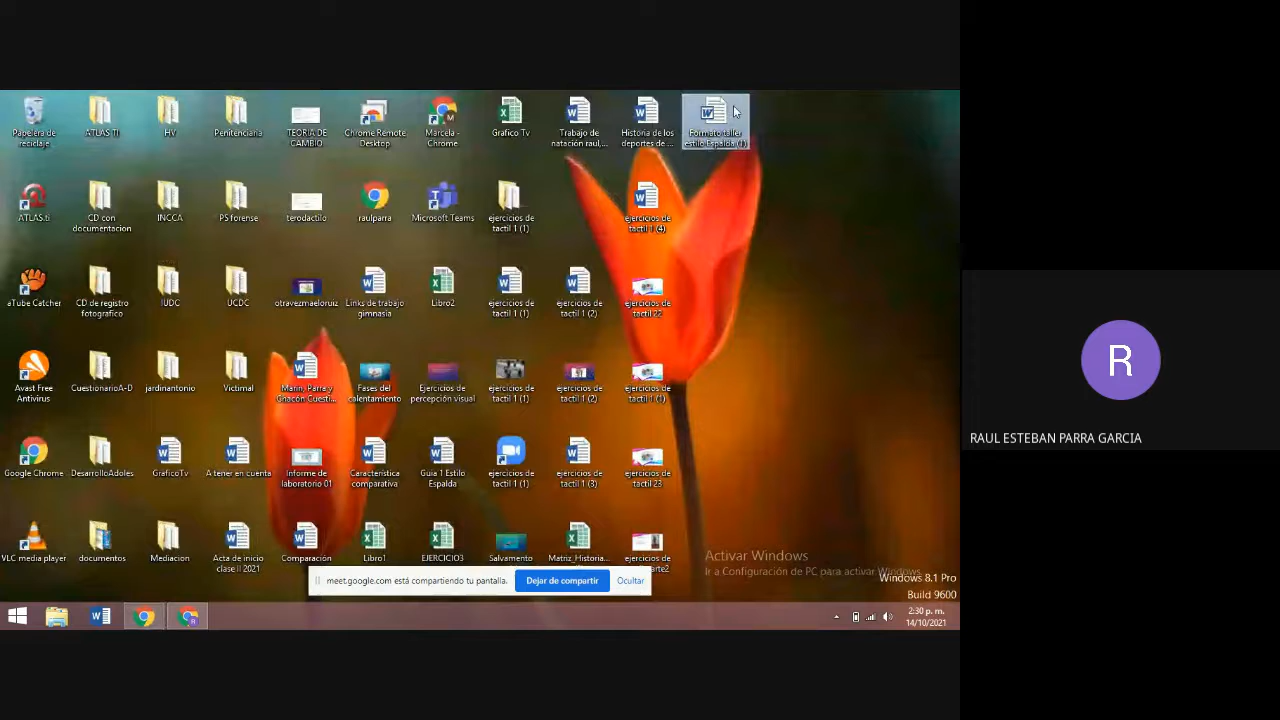 Papelera de
reciclaje
ATLAS TI
HV
Penitenciaria
TEORIA DE
CAMBIO
Chrome Remote
Desktop
Marcela -
Chrome
Grafico Tv
Trabajo de
natación raul,...
Historia de los
deportes de ...
Formato taller
estilo Espalda (1)
ATLAS.ti
CD con
documentacion
INCCA
PS forense
terodactilo
raulparra
Microsoft Teams
ejercicios de
tactil 1 (1)
ejercicios de
tactil 1 (4)
aTube Catcher
CD de registro
fotografico
IUDC
UCDC
otravezmaeloruiz
Links de trabajo
gimnasia
Libro2
ejercicios de
tactil 1 (1)
ejercicios de
tactil 1 (2)
ejercicios de
tactil 22
Avast Free
Antivirus
CuestionarioA-D
jardinantonio
Victimal
Marin, Parra y
Chacón Cuesti...
Fases del
calentamiento
Ejercicios de
percepción visual
ejercicios de
tactil 1 (1)
ejercicios de
tactil 1 (2)
ejercicios de
tactil 1 (1)
Google Chrome
DesarrolloAdoles
GraficoTv
A tener en cuenta
Informe de
laboratorio 01
Característica
comparativa
Guia 1 Estilo
Espalda
ejercicios de
tactil 1 (1)
ejercicios de
tactil 1 (3)
ejercicios de
tactil 23
VLC media player
documentos
Mediacion
Acta de inicio
clase II 2021
Comparación
Libro1
EJERCICIO3
Salvamento
Matriz_Historia...
ejercicios de
arte2
Activar Windows
Ir a Configuración de PC para activar Windows.
Windows 8.1 Pro
Build 9600
meet.google.com está compartiendo tu pantalla.
Dejar de compartir
Ocultar
2:30 p. m.
14/10/2021
R
RAUL ESTEBAN PARRA GARCIA